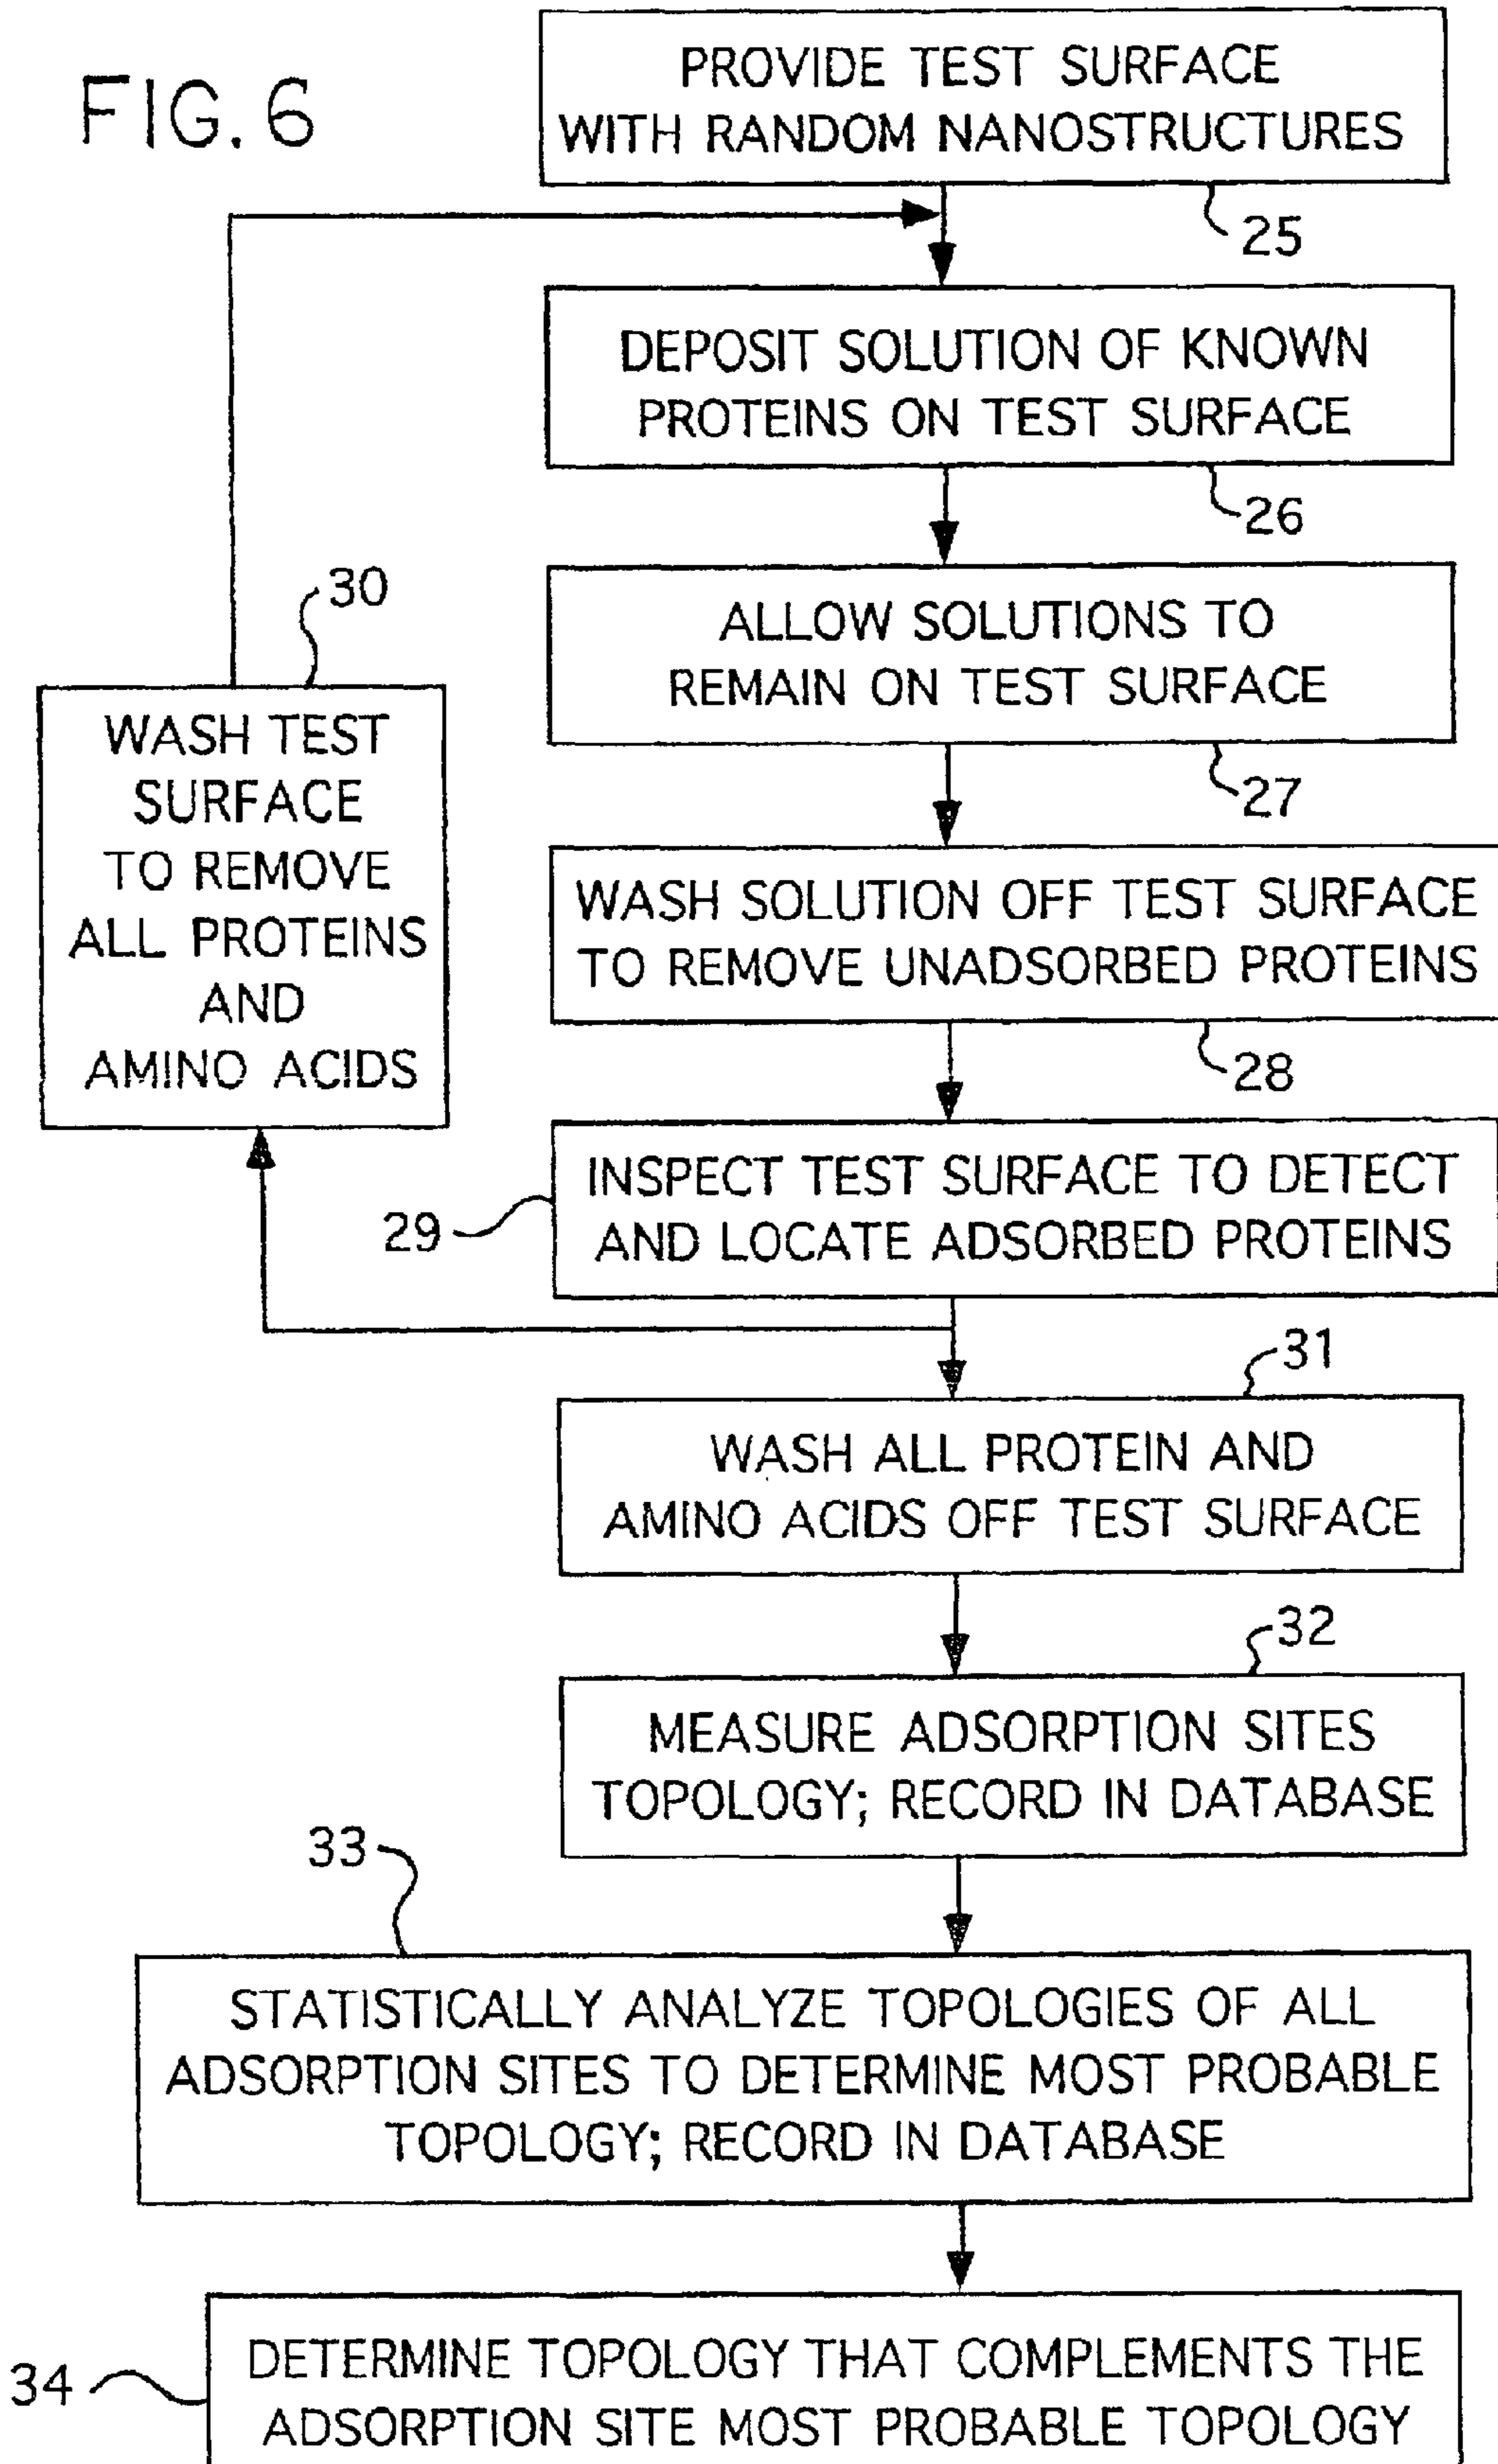 FIG. 6
PROVIDE TEST SURFACE
WITH RANDOM NANOSTRUCTURES
25
DEPOSIT SOLUTION OF KNOWN
PROTEINS ON TEST SURFACE
26
ALLOW SOLUTIONS TO
REMAIN ON TEST SURFACE
27
30
WASH TEST
SURFACE
TO REMOVE
ALL PROTEINS
AND
AMINO ACIDS
WASH SOLUTION OFF TEST SURFACE
TO REMOVE UNADSORBED PROTEINS
28
INSPECT TEST SURFACE TO DETECT
AND LOCATE ADSORBED PROTEINS
29
31
WASH ALL PROTEIN AND
AMINO ACIDS OFF TEST SURFACE
32
MEASURE ADSORPTION SITES
TOPOLOGY; RECORD IN DATABASE
33
STATISTICALLY ANALYZE TOPOLOGIES OF ALL
ADSORPTION SITES TO DETERMINE MOST PROBABLE
TOPOLOGY; RECORD IN DATABASE
34
DETERMINE TOPOLOGY THAT COMPLEMENTS THE
ADSORPTION SITE MOST PROBABLE TOPOLOGY